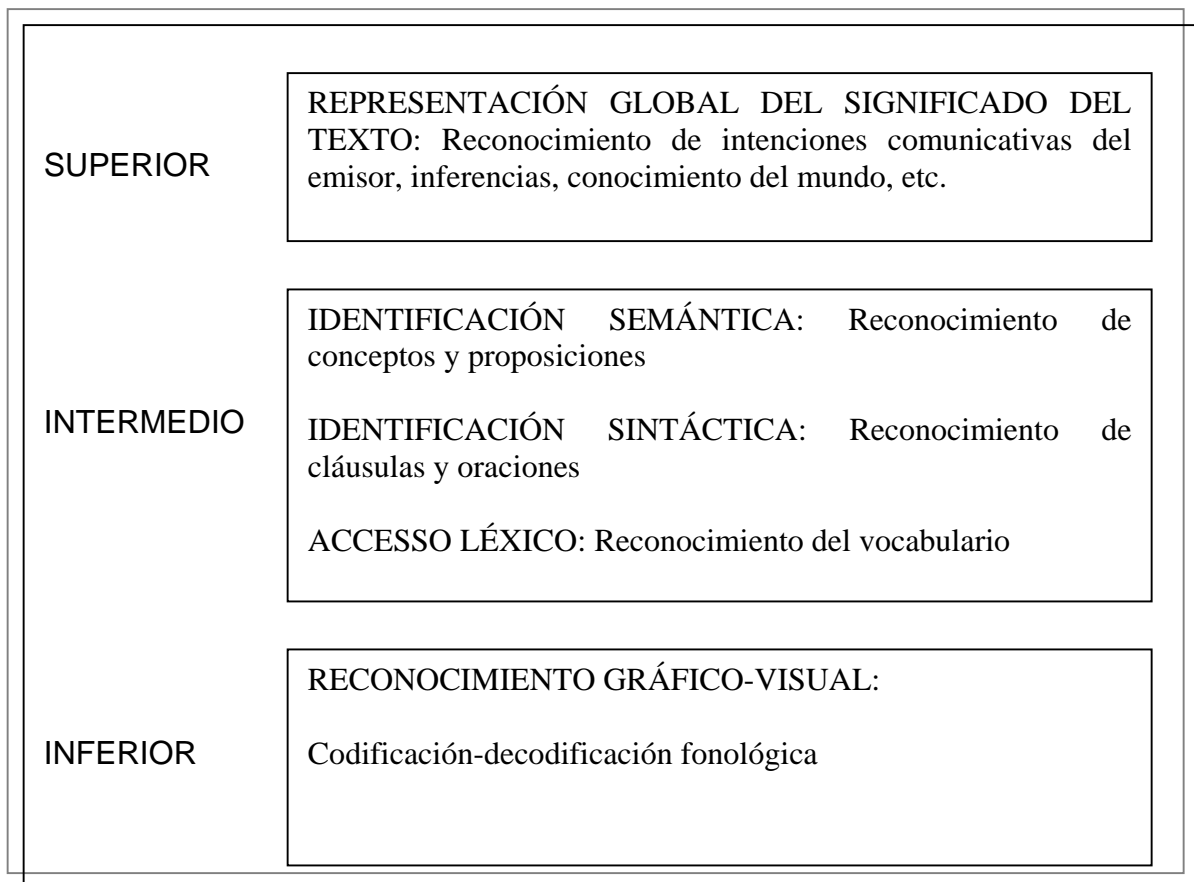 SUPERIOR
REPRESENTACIÓN GLOBAL DEL SIGNIFICADO DEL
TEXTO: Reconocimiento de intenciones comunicativas del
emisor, inferencias, conocimiento del mundo, etc.
INTERMEDIO
IDENTIFICACIÓN SEMÁNTICA: Reconocimiento de
conceptos y proposiciones
IDENTIFICACIÓN SINTÁCTICA: Reconocimiento de
cláusulas y oraciones
ACCESSO LÉXICO: Reconocimiento del vocabulario
INFERIOR
RECONOCIMIENTO GRÁFICO-VISUAL:
Codificación-decodificación fonológica